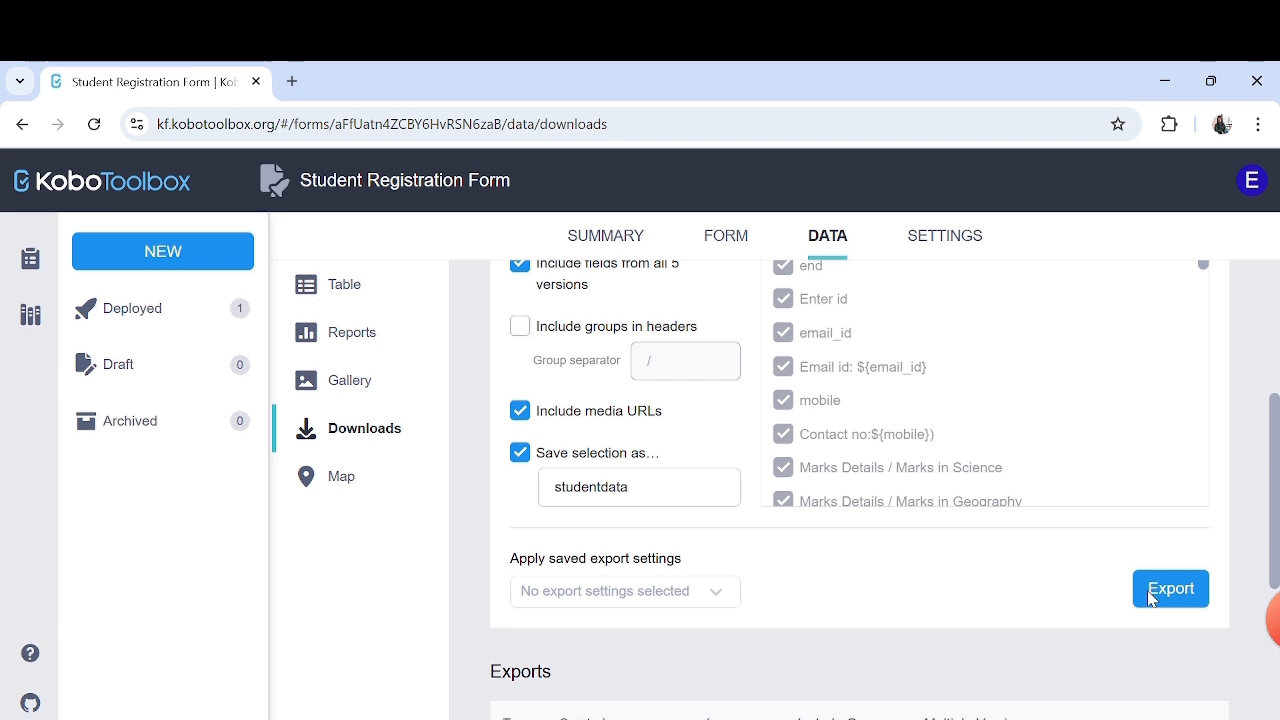 Student Registration Form | Kob
kf.kobotoolbox.org/#/forms/aFfUatn4ZCBY6HvRSN6zaB/data/downloads
KoboToolbox
Student Registration Form
E
SUMMARY FORM DATA SETTINGS
NEW
Deployed 1
Draft 0
Archived 0
Table
Reports
Gallery
Downloads
Map
Include fields from all 5
versions
Include groups in headers
Group separator /
Include media URLs
Save selection as...
studentdata
end
Enter id
email_id
Email id: ${email_id}
mobile
Contact no:${mobile})
Marks Details / Marks in Science
Marks Details / Marks in Geography
Apply saved export settings
No export settings selected
Export
Exports